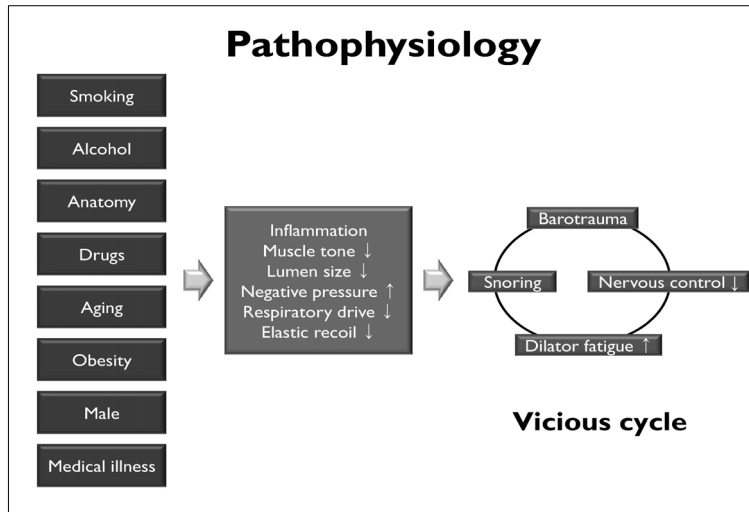 Pathophysiology
Smoking
Alcohol
Anatomy
Drugs
Aging
Obesity
Male
Medical illness
Inflammation
Muscle tone ↓
Lumen size ↓
Negative pressure ↑
Respiratory drive ↓
Elastic recoil ↓
Barotrauma
Snoring
Nervous control ↓
Dilator fatigue ↑
Vicious cycle